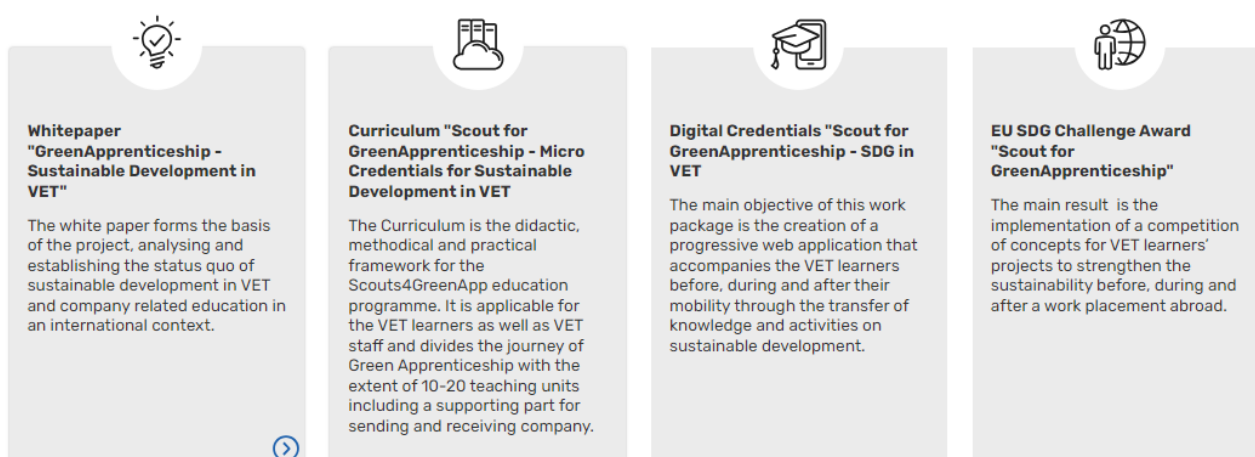 Whitepaper
"GreenApprenticeship -
Sustainable Development in
VET"
The white paper forms the basis
of the project, analysing and
establishing the status quo of
sustainable development in VET
and company related education in
an international context.
Curriculum "Scout for
GreenApprenticeship - Micro
Credentials for Sustainable
Development in VET
The Curriculum is the didactic,
methodical and practical
framework for the
Scouts4GreenApp education
programme. It is applicable for
the VET learners as well as VET
staff and divides the journey of
Green Apprenticeship with the
extent of 10-20 teaching units
including a supporting part for
sending and receiving company.
Digital Credentials "Scout for
GreenApprenticeship - SDG in
VET
The main objective of this work
package is the creation of a
progressive web application that
accompanies the VET learners
before, during and after their
mobility through the transfer of
knowledge and activities on
sustainable development.
EU SDG Challenge Award
"Scout for
GreenApprenticeship"
The main result  is the
implementation of a competition
of concepts for VET learners'
projects to strengthen the
sustainability before, during and
after a work placement abroad.